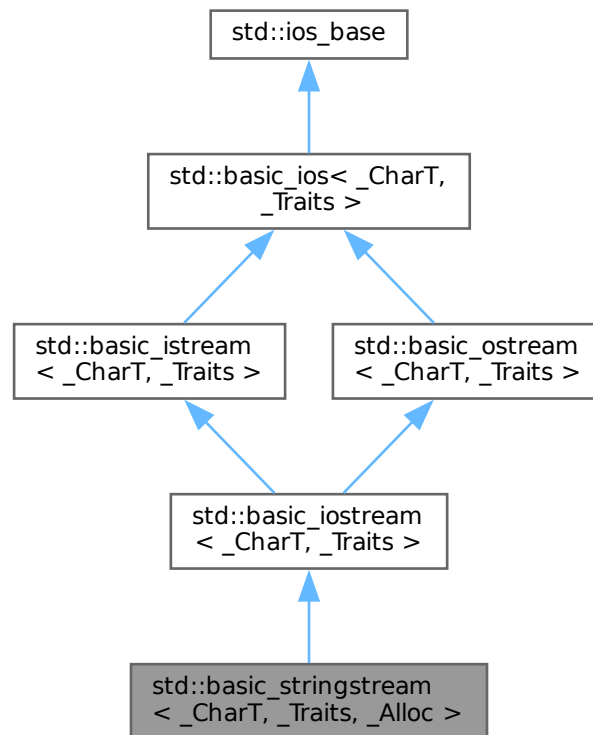 std::ios_base
std::basic_ios< _CharT,
_Traits >
std::basic_istream
< _CharT, _Traits >
std::basic_ostream
< _CharT, _Traits >
std::basic_iostream
< _CharT, _Traits >
std::basic_stringstream
< _CharT, _Traits, _Alloc >